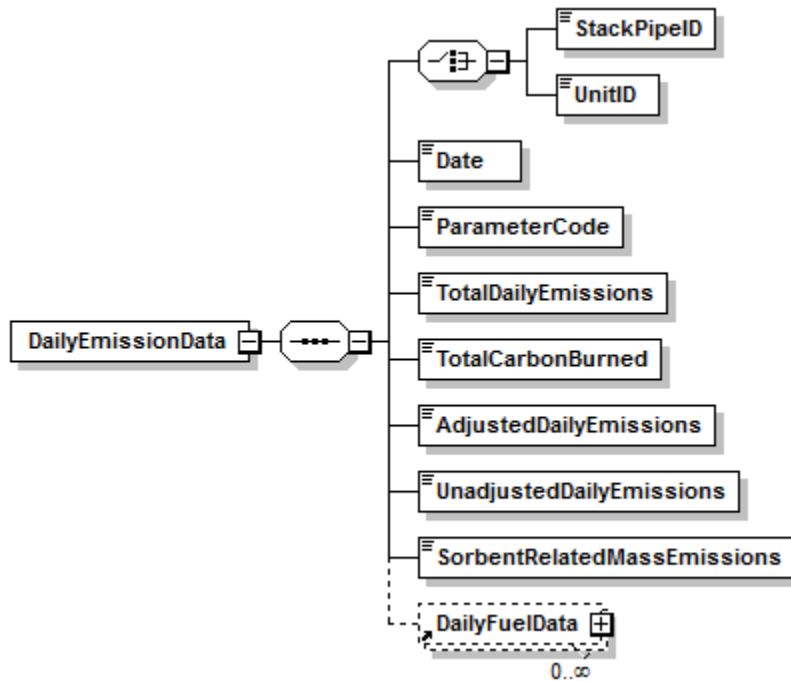 StackPipeID
UnitID
Date
ParameterCode
TotalDailyEmissions
DailyEmissionData
TotalCarbonBurned
AdjustedDailyEmissions
UnadjustedDailyEmissions
SorbentRelatedMassEmissions
DailyFuelData
0..∞